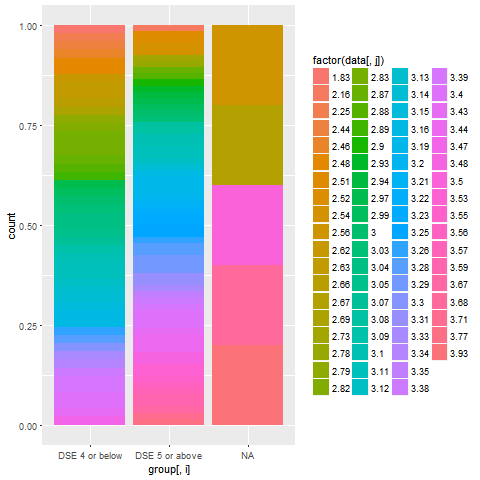 1.00
0.75
0.50
0.25
0.00
count
DSE 4 or below DSE 5 or above NA
group[, i]
factor(data[, j])
1.83 2.83 3.13 3.39
2.16 2.87 3.14 3.4
2.25 2.88 3.15 3.43
2.44 2.89 3.16 3.44
2.46 2.9 3.19 3.47
2.48 2.93 3.2 3.48
2.51 2.94 3.21 3.5
2.52 2.97 3.22 3.53
2.54 2.99 3.23 3.55
2.56 3 3.25 3.56
2.62 3.03 3.26 3.57
2.63 3.04 3.28 3.59
2.66 3.05 3.29 3.67
2.67 3.07 3.3 3.68
2.69 3.08 3.31 3.71
2.73 3.09 3.33 3.77
2.78 3.1 3.34 3.93
2.79 3.11 3.35
2.82 3.12 3.38